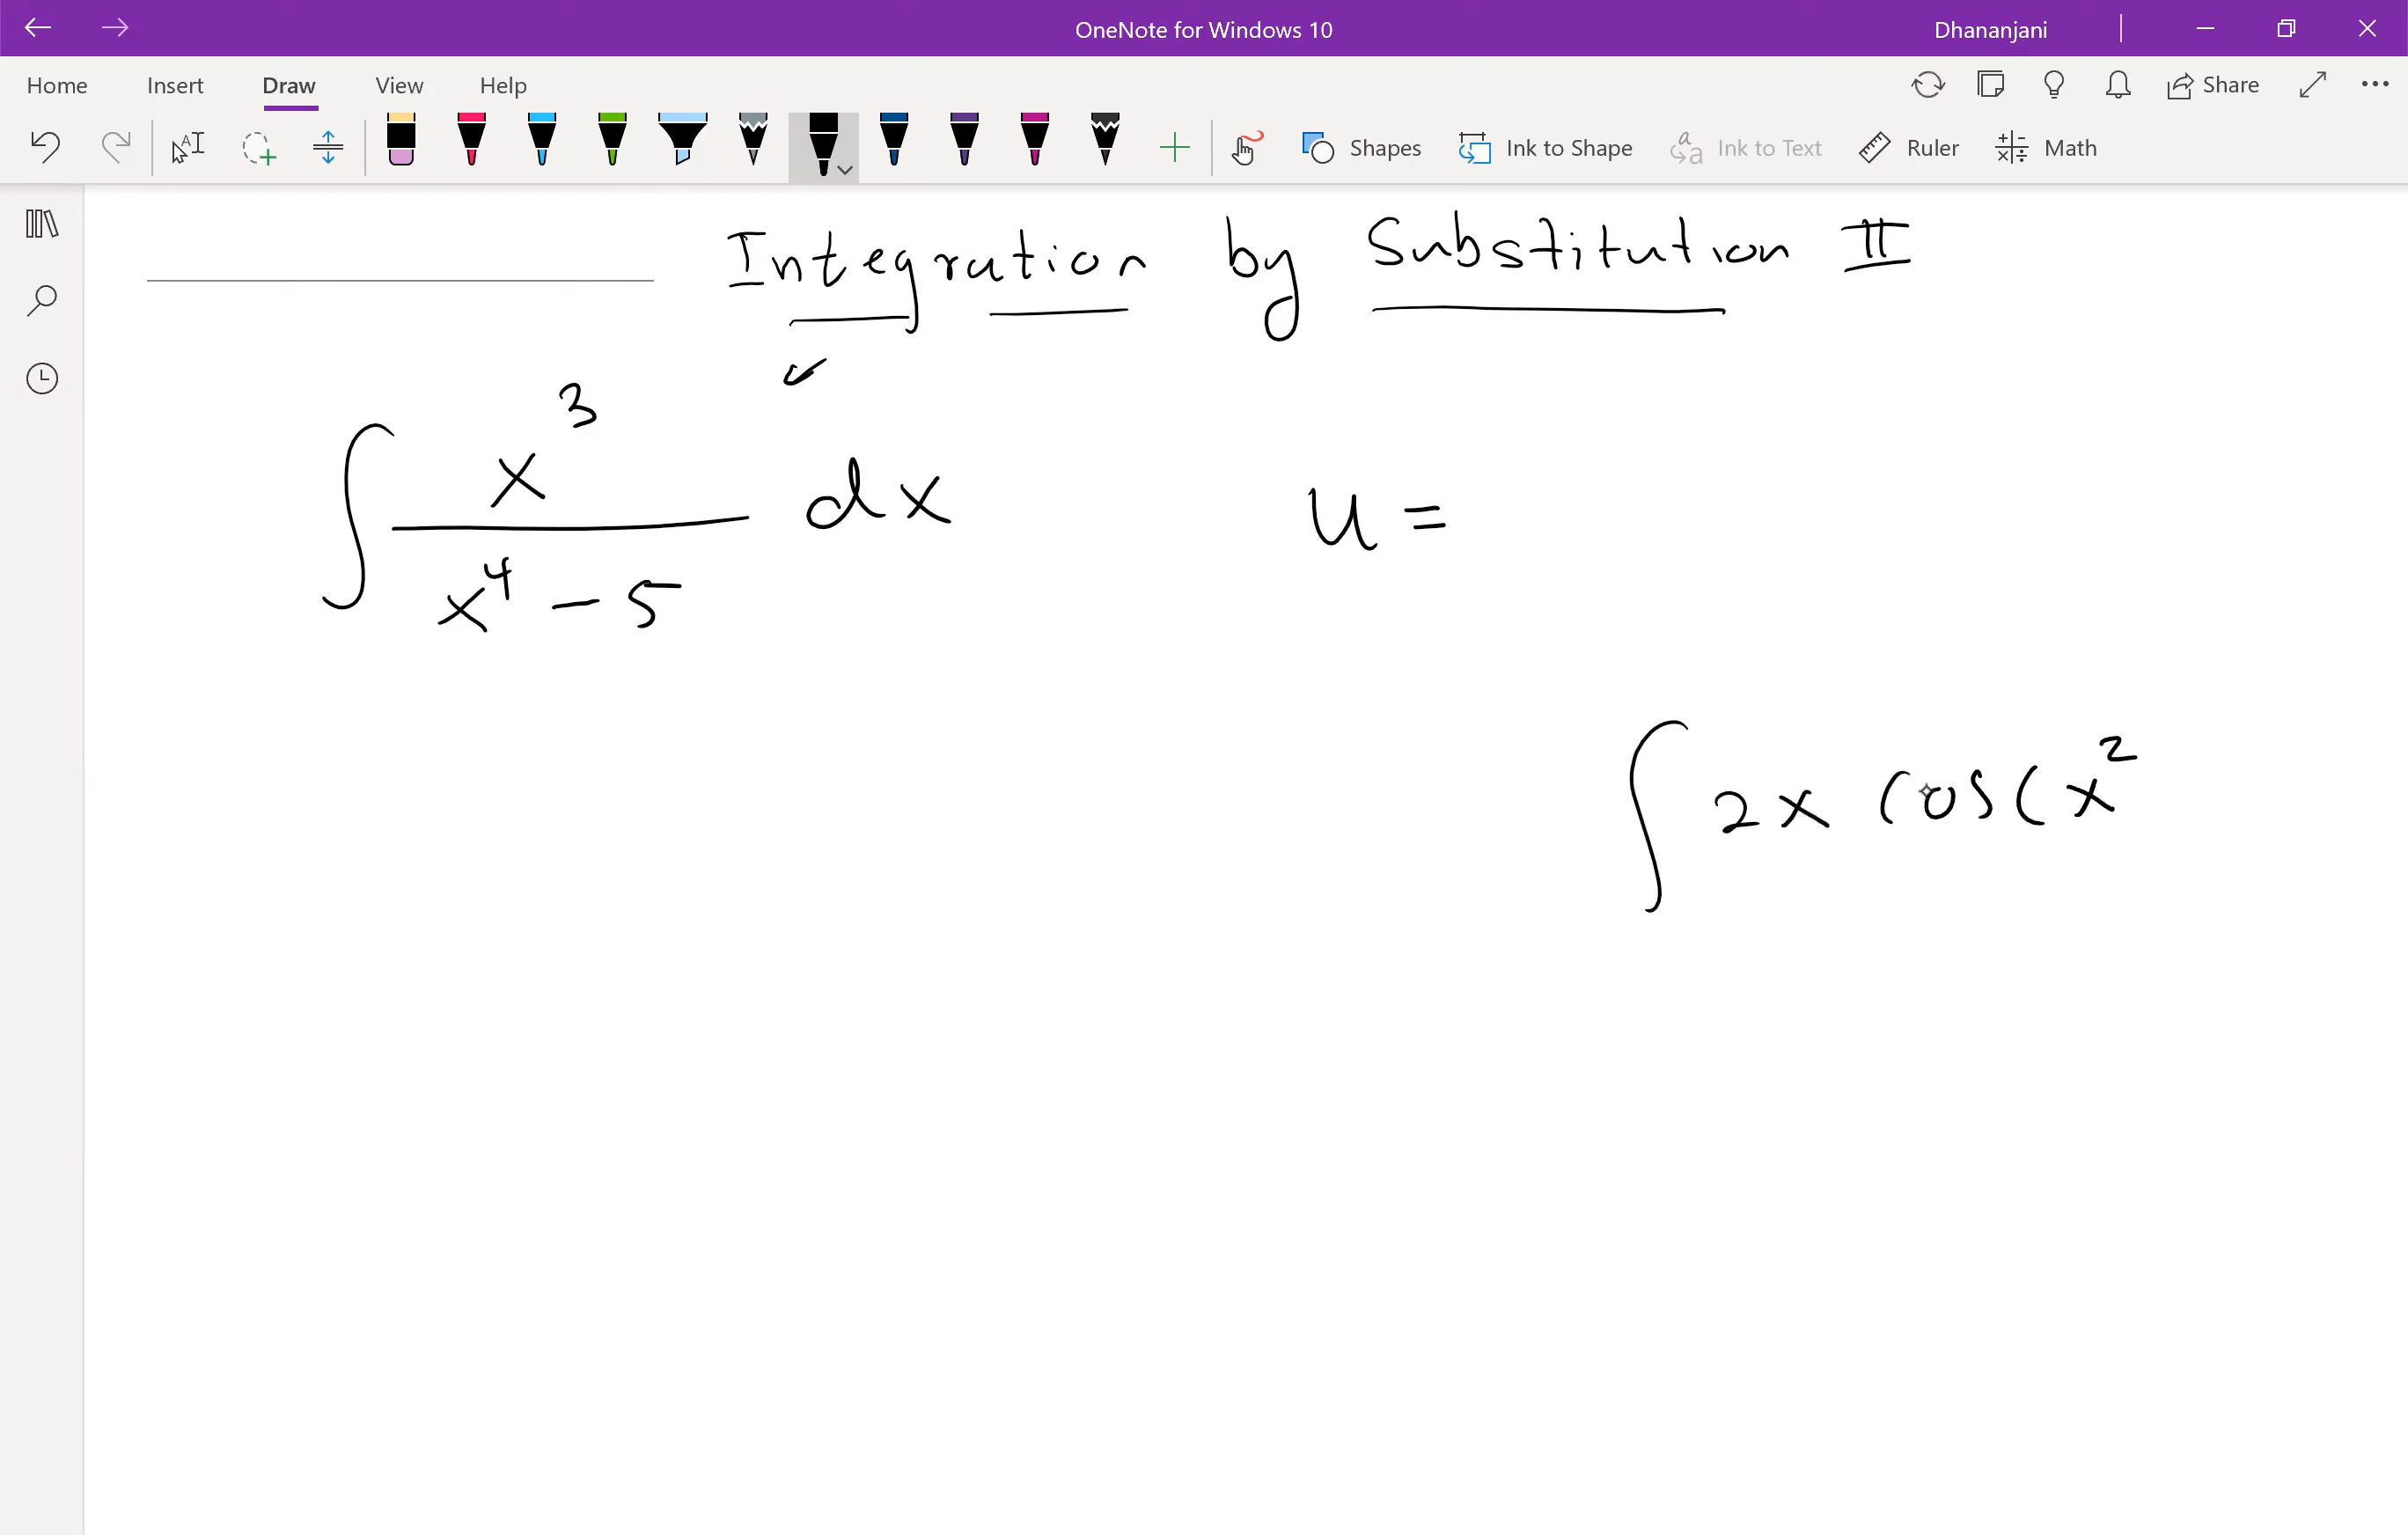 OneNote for Windows 10 Dhananjani
Home Insert Draw View Help Share
Shapes Ink to Shape Ink to Text Ruler Math
Integration by Substitution II
∫ x³ / (x⁴ − 5) dx u =
∫ 2x cos(x²